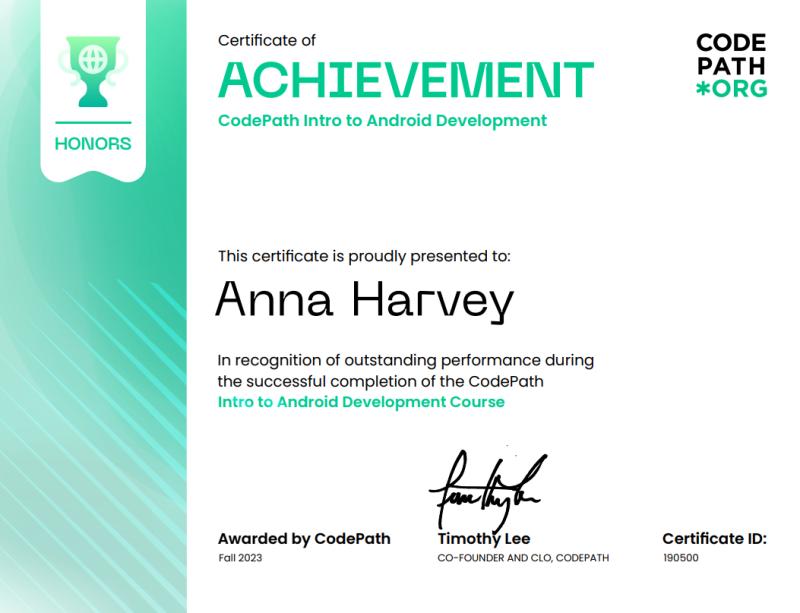 HONORS
Certificate of
ACHIEVEMENT
CodePath Intro to Android Development
CODE
PATH
*ORG
This certificate is proudly presented to:
Anna Harvey
In recognition of outstanding performance during
the successful completion of the CodePath
Intro to Android Development Course
Awarded by CodePath
Fall 2023
Timothy Lee
CO-FOUNDER AND CLO, CODEPATH
Certificate ID:
190500